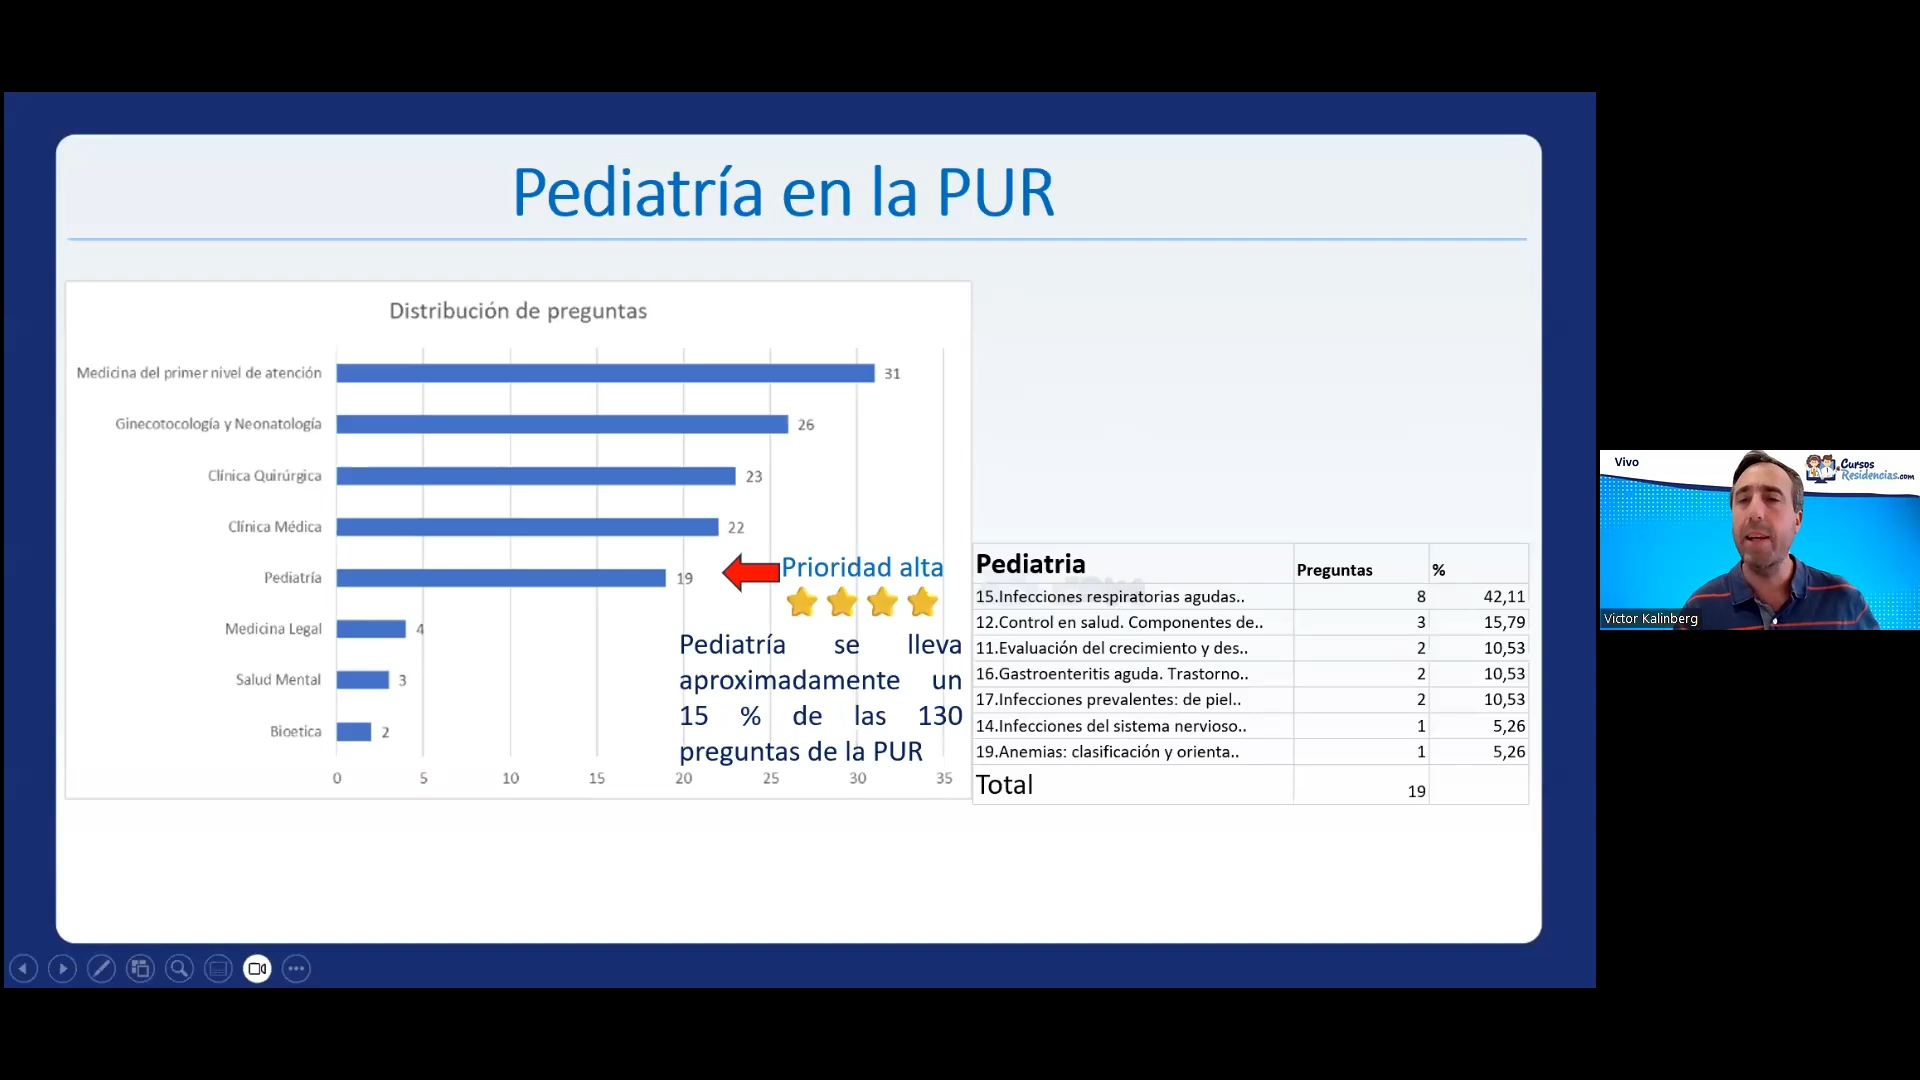 Pediatría en la PUR
Distribución de preguntas
Medicina del primer nivel de atención 31
Ginecotocología y Neonatología 26
Clínica Quirúrgica 23
Clínica Médica 22
Pediatría 19
Medicina Legal 4
Salud Mental 3
Bioetica 2
0 5 10 15 20 25 30 35
Prioridad alta
Pediatría se lleva
aproximadamente un
15 % de las 130
preguntas de la PUR
Pediatria Preguntas %
15.Infecciones respiratorias agudas.. 8 42,11
12.Control en salud. Componentes de.. 3 15,79
11.Evaluación del crecimiento y des.. 2 10,53
16.Gastroenteritis aguda. Trastorno.. 2 10,53
17.Infecciones prevalentes: de piel.. 2 10,53
14.Infecciones del sistema nervioso.. 1 5,26
19.Anemias: clasificación y orienta.. 1 5,26
Total 19
Vivo
Cursos
Residencias.com
Victor Kalinberg